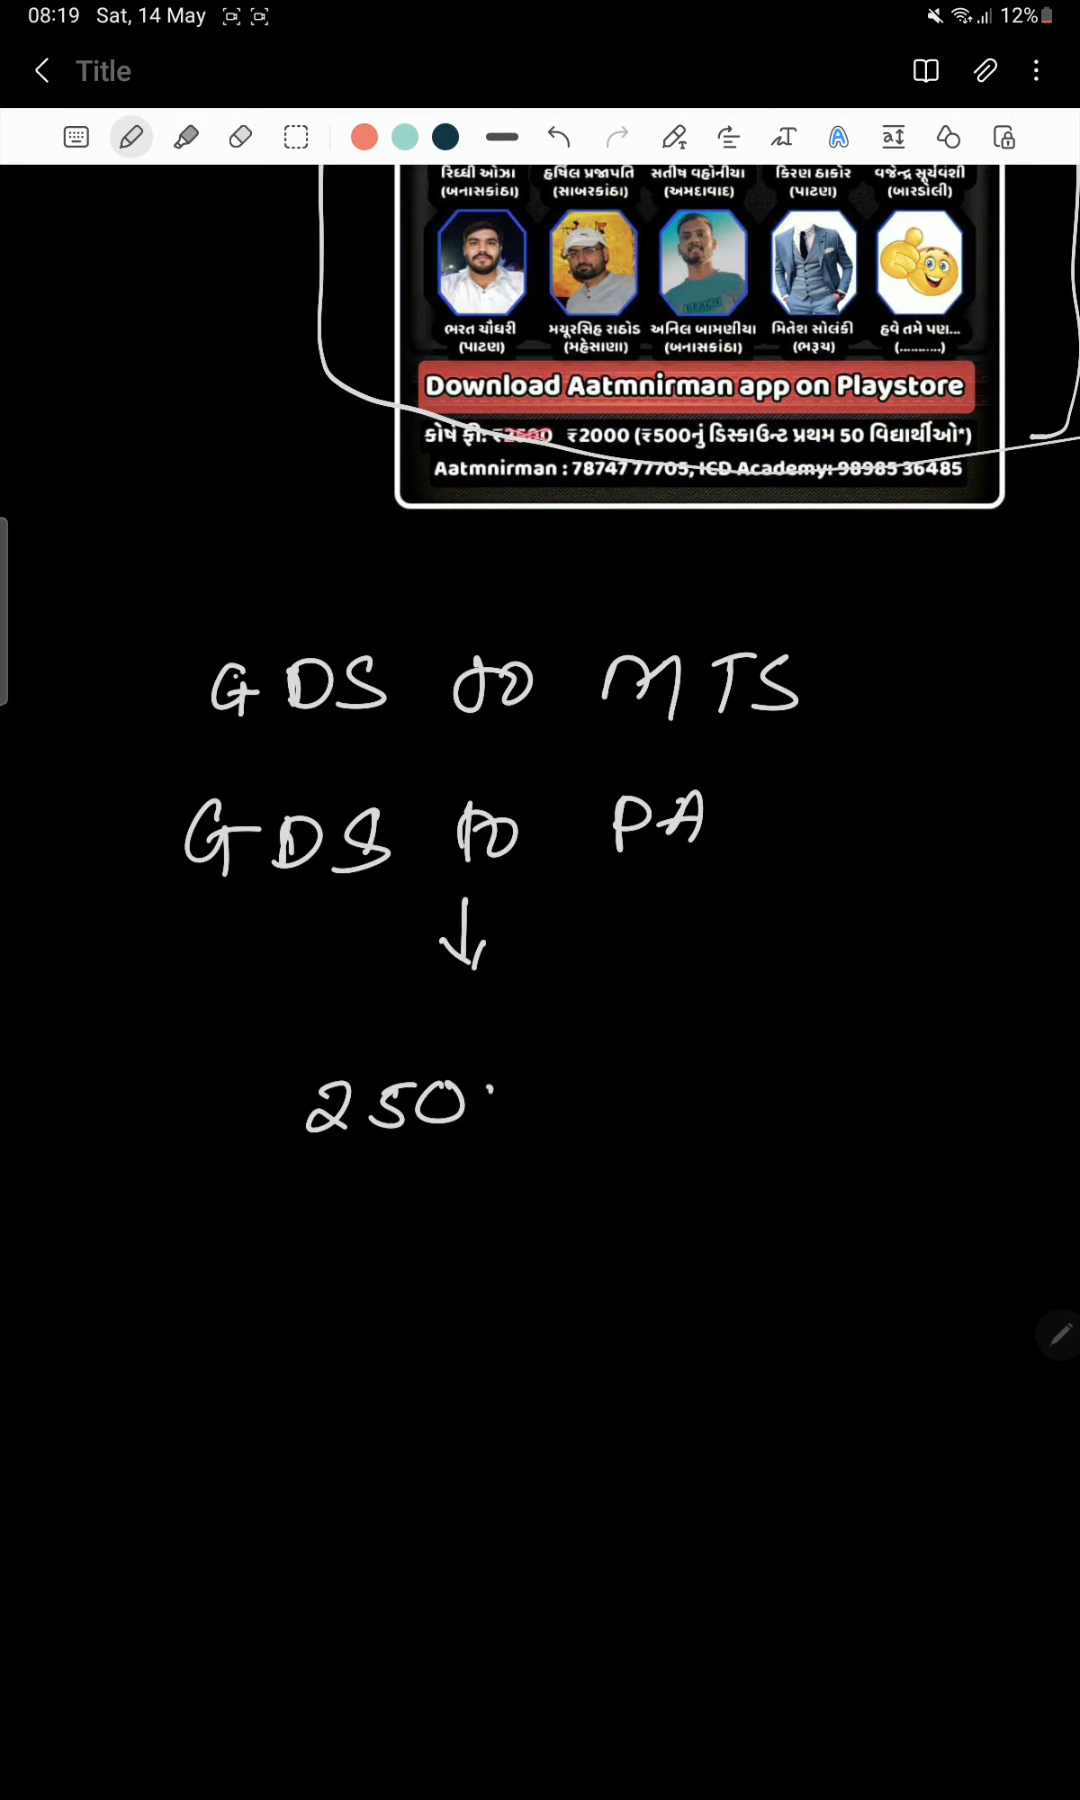 08:19 Sat, 14 May 12%
Title
રિધ્ધી ઓઝા હર્ષિલ પ્રજાપતિ સતીષ વહોનીયા કિરણ ઠાકોર વજેન્દ્ર સૂર્યવંશી
(બનાસકાંઠા) (સાબરકાંઠા) (અમદાવાદ) (પાટણ) (બારડોલી)
ભરત ચૌધરી મયૂરસિંહ રાઠોડ અનિલ બામણીયા મિતેશ સોલંકી હવે તમે પણ...
(પાટણ) (મહેસાણા) (બનાસકાંઠા) (ભરૂચ) (..........)
Download Aatmnirman app on Playstore
કોર્ષ ફી: ₹2500 ₹2000 (₹500નું ડિસ્કાઉન્ટ પ્રથમ 50 વિદ્યાર્થીઓ*)
Aatmnirman : 78747 77705, ICD Academy: 98985 36485
GDS to MTS
GDS to PA
250